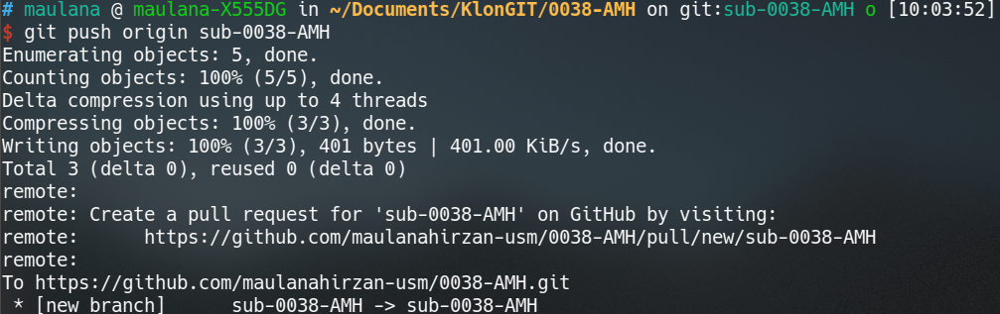 # maulana @ maulana-X555DG in ~/Documents/KlonGIT/0038-AMH on git:sub-0038-AMH o [10:03:52]
$ git push origin sub-0038-AMH
Enumerating objects: 5, done.
Counting objects: 100% (5/5), done.
Delta compression using up to 4 threads
Compressing objects: 100% (3/3), done.
Writing objects: 100% (3/3), 401 bytes | 401.00 KiB/s, done.
Total 3 (delta 0), reused 0 (delta 0)
remote:
remote: Create a pull request for 'sub-0038-AMH' on GitHub by visiting:
remote:      https://github.com/maulanahirzan-usm/0038-AMH/pull/new/sub-0038-AMH
remote:
To https://github.com/maulanahirzan-usm/0038-AMH.git
 * [new branch]      sub-0038-AMH -> sub-0038-AMH